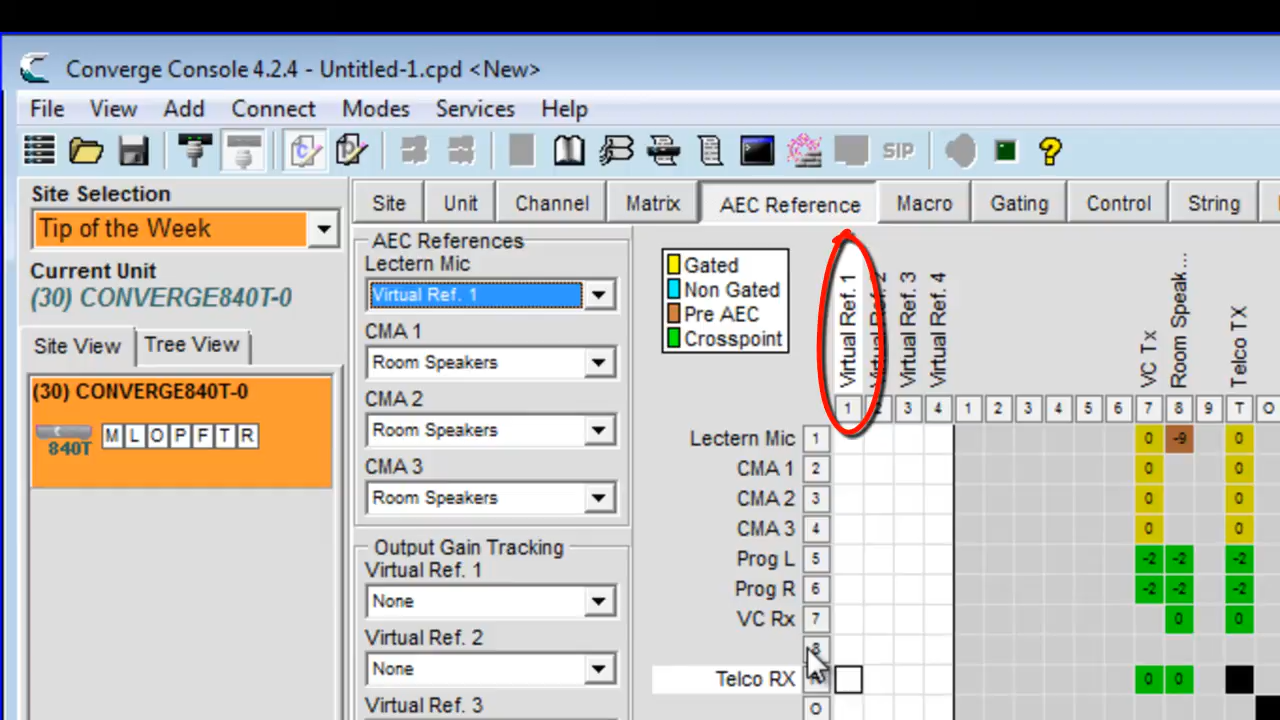 Converge Console 4.2.4 - Untitled-1.cpd <New>
File View Add Connect Modes Services Help
SIP
Site Selection
Tip of the Week
Current Unit
(30) CONVERGE840T-0
Site View Tree View
(30) CONVERGE840T-0
840T M L O P F T R
Site Unit Channel Matrix AEC Reference Macro Gating Control String
AEC References
Lectern Mic
Virtual Ref. 1
CMA 1
Room Speakers
CMA 2
Room Speakers
CMA 3
Room Speakers
Output Gain Tracking
Virtual Ref. 1
None
Virtual Ref. 2
None
Virtual Ref. 3
Gated
Non Gated
Pre AEC
Crosspoint
Virtual Ref. 1
Virtual Ref. 2
Virtual Ref. 3
Virtual Ref. 4
VC Tx
Room Speak...
Telco TX
1 2 3 4 1 2 3 4 5 6 7 8 9 T O
Lectern Mic 1 0 -9 0
CMA 1 2 0 0
CMA 2 3 0 0
CMA 3 4 0 0
Prog L 5 -2 -2 -2
Prog R 6 -2 -2 -2
VC Rx 7 0 0
8
Telco RX 0 0
O